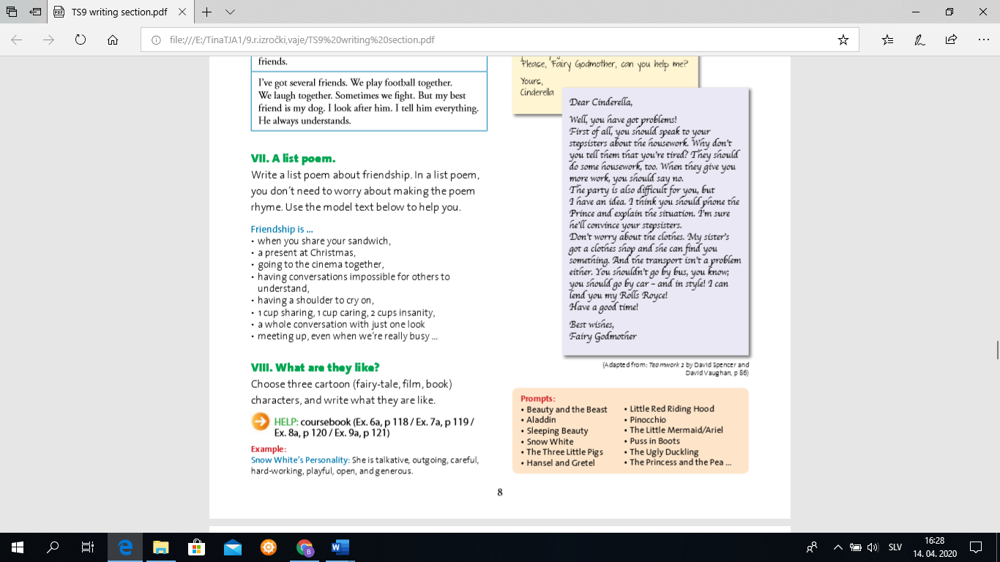 TS9 writing section.pdf
file:///E:/TinaTJA1/9.r.izročki,vaje/TS9%20writing%20section.pdf
friends.
I've got several friends. We play football together.
We laugh together. Sometimes we fight. But my best
friend is my dog. I look after him. I tell him everything.
He always understands.
VII. A list poem.
Write a list poem about friendship. In a list poem,
you don't need to worry about making the poem
rhyme. Use the model text below to help you.
Friendship is ...
• when you share your sandwich,
• a present at Christmas,
• going to the cinema together,
• having conversations impossible for others to
understand,
• having a shoulder to cry on,
• 1 cup sharing, 1 cup caring, 2 cups insanity,
• a whole conversation with just one look
• meeting up, even when we're really busy ...
VIII. What are they like?
Choose three cartoon (fairy-tale, film, book)
characters, and write what they are like.
HELP: coursebook (Ex. 6a, p 118 / Ex. 7a, p 119 /
Ex. 8a, p 120 / Ex. 9a, p 121)
Example:
Snow White's Personality: She is talkative, outgoing, careful,
hard-working, playful, open, and generous.
Please, Fairy Godmother, can you help me?
Yours,
Cinderella
Dear Cinderella,
Well, you have got problems!
First of all, you should speak to your
stepsisters about the housework. Why don't
you tell them that you're tired? They should
do some housework, too. When they give you
more work, you should say no.
The party is also difficult for you, but
I have an idea. I think you should phone the
Prince and explain the situation. I'm sure
he'll convince your stepsisters.
Don't worry about the clothes. My sister's
got a clothes shop and she can find you
something. And the transport isn't a problem
either. You shouldn't go by bus, you know;
you should go by car – and in style! I can
lend you my Rolls Royce!
Have a good time!
Best wishes,
Fairy Godmother
(Adapted from: Teamwork 2 by David Spencer and
David Vaughan, p 86)
Prompts:
• Beauty and the Beast
• Aladdin
• Sleeping Beauty
• Snow White
• The Three Little Pigs
• Hansel and Gretel
• Little Red Riding Hood
• Pinocchio
• The Little Mermaid/Ariel
• Puss in Boots
• The Ugly Duckling
• The Princess and the Pea ...
8
SLV
16:28
14. 04. 2020